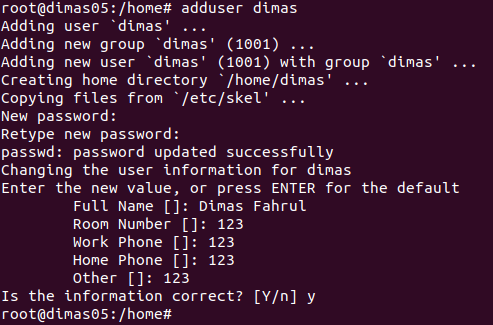 root@dimas05:/home# adduser dimas
Adding user `dimas' ...
Adding new group `dimas' (1001) ...
Adding new user `dimas' (1001) with group `dimas' ...
Creating home directory `/home/dimas' ...
Copying files from `/etc/skel' ...
New password:
Retype new password:
passwd: password updated successfully
Changing the user information for dimas
Enter the new value, or press ENTER for the default
        Full Name []: Dimas Fahrul
        Room Number []: 123
        Work Phone []: 123
        Home Phone []: 123
        Other []: 123
Is the information correct? [Y/n] y
root@dimas05:/home#